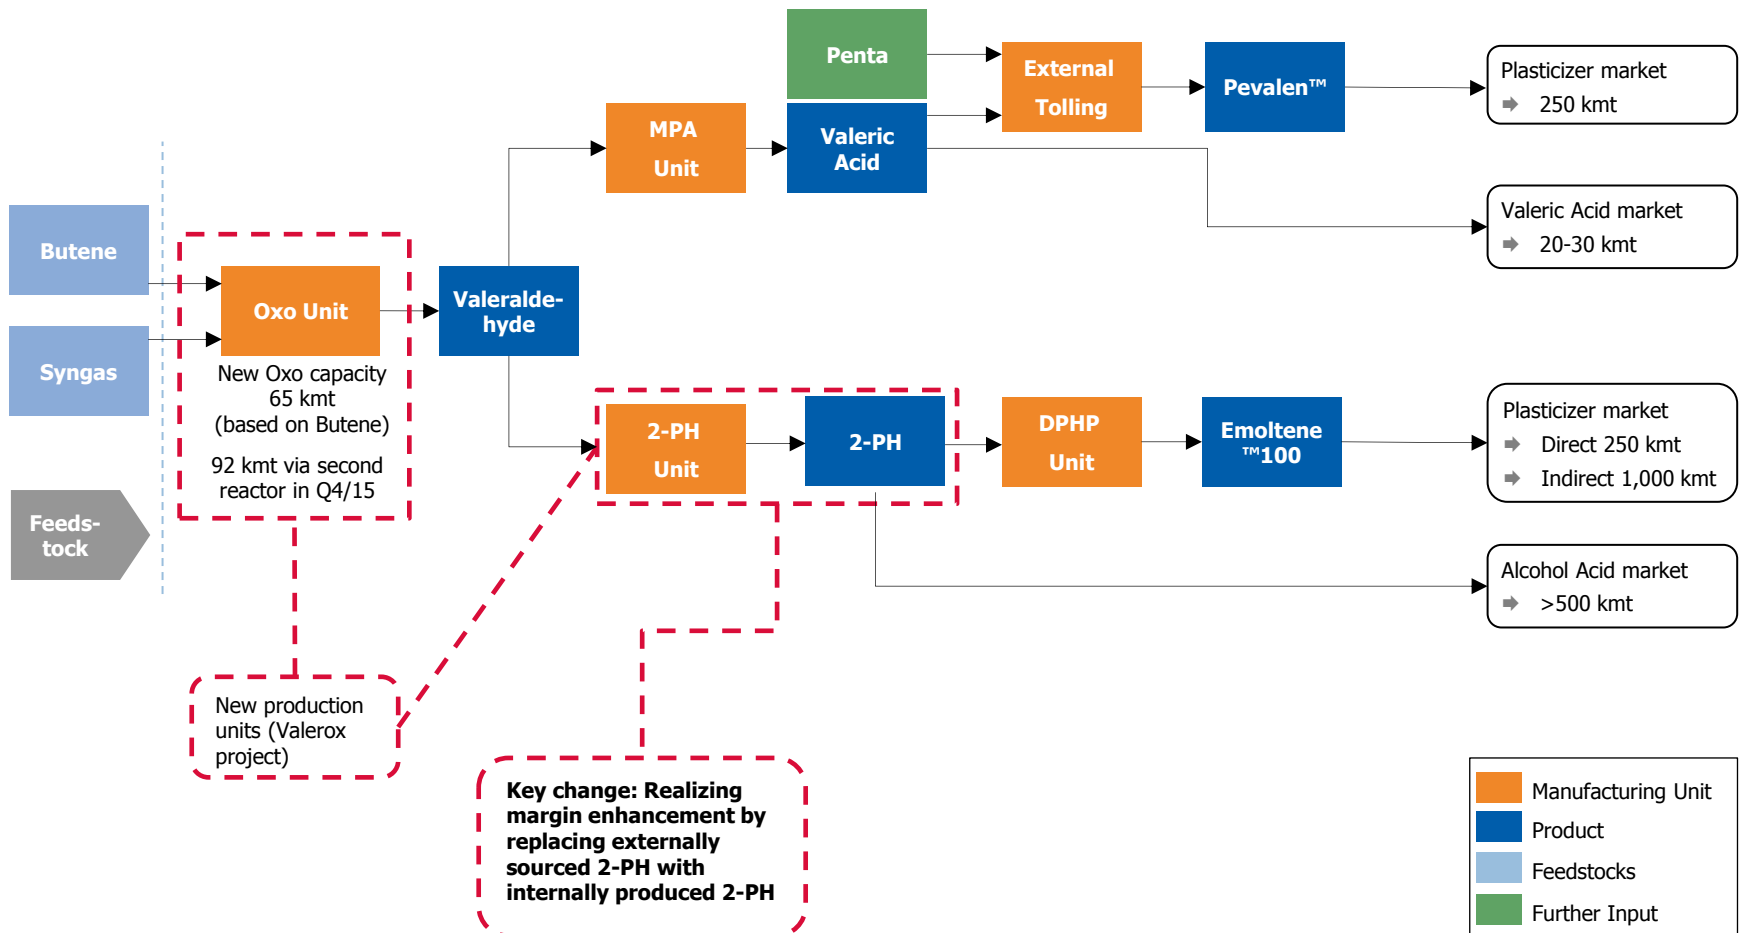 Penta
External
Tolling
Pevalen™
Plasticizer market
250 kmt
MPA
Unit
Valeric
Acid
Valeric Acid market
20-30 kmt
Butene
Syngas
Feeds-
tock
Oxo Unit
New Oxo capacity
65 kmt
(based on Butene)
92 kmt via second
reactor in Q4/15
Valeralde-
hyde
2-PH
Unit
2-PH
DPHP
Unit
Emoltene
™100
Plasticizer market
Direct 250 kmt
Indirect 1,000 kmt
Alcohol Acid market
>500 kmt
New production
units (Valerox
project)
Key change: Realizing
margin enhancement by
replacing externally
sourced 2-PH with
internally produced 2-PH
Manufacturing Unit
Product
Feedstocks
Further Input